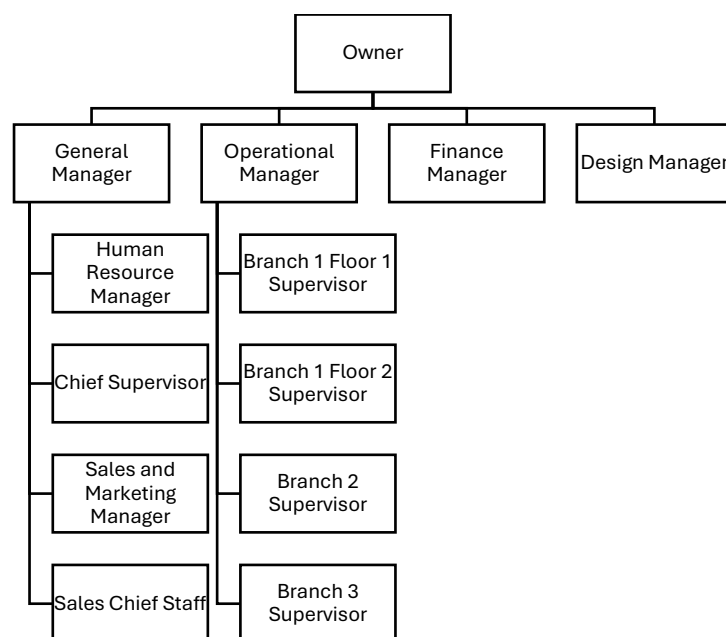 Owner
General
Manager
Operational
Manager
Finance
Manager
Design Manager
Human
Resource
Manager
Branch 1 Floor 1
Supervisor
Chief Supervisor
Branch 1 Floor 2
Supervisor
Sales and
Marketing
Manager
Branch 2
Supervisor
Sales Chief Staff
Branch 3
Supervisor